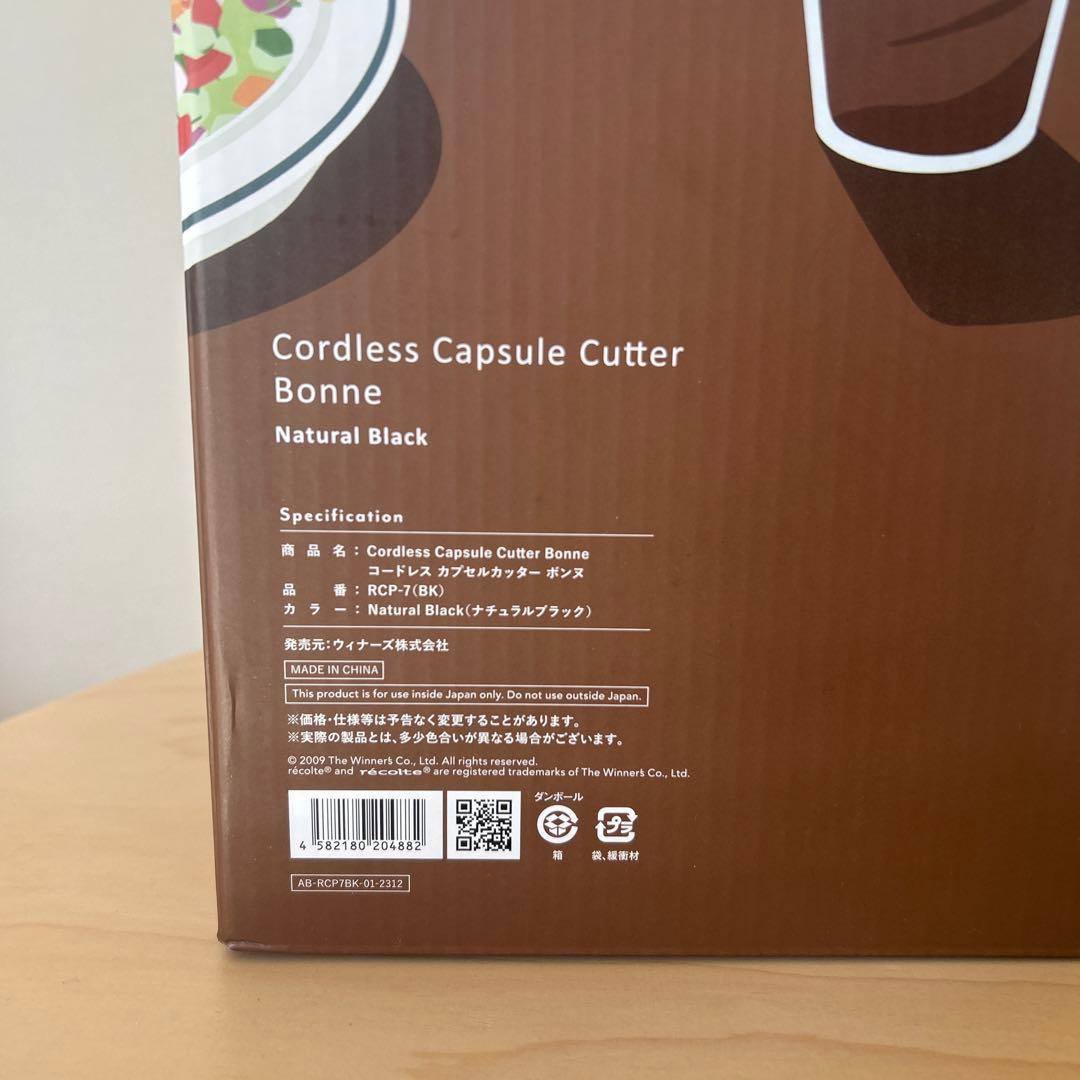 Cordless Capsule Cutter
Bonne
Natural Black
Specification
商品名：Cordless Capsule Cutter Bonne
コードレス カプセルカッター ボンヌ
品番：RCP-7(BK)
カラー：Natural Black(ナチュラルブラック)
発売元：ウィナーズ株式会社
MADE IN CHINA
This product is for use inside Japan only. Do not use outside Japan.
※価格・仕様等は予告なく変更することがあります。
※実際の製品とは、多少色合いが異なる場合がございます。
© 2009 The Winner's Co., Ltd. All rights reserved.
récolte® and récolte® are registered trademarks of The Winner's Co., Ltd.
4 582180 204882
ダンボール
箱
プラ
袋、緩衝材
AB-RCP7BK-01-2312